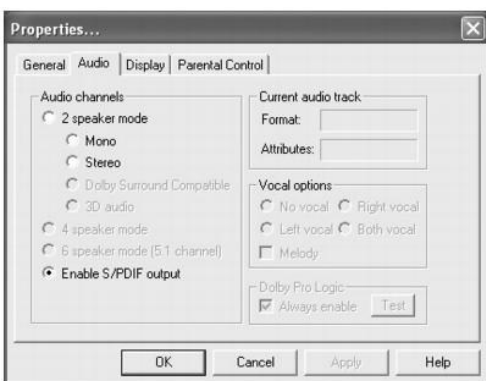 Properties...
General Audio Display Parental Control
Audio channels
2 speaker mode
Mono
Stereo
Dolby Surround Compatible
3D audio
4 speaker mode
6 speaker mode (5.1 channel)
Enable S/PDIF output
Current audio track
Format:
Attributes:
Vocal options
No vocal Right vocal
Left vocal Both vocal
Melody
Dolby Pro Logic
Always enable Test
OK Cancel Apply Help